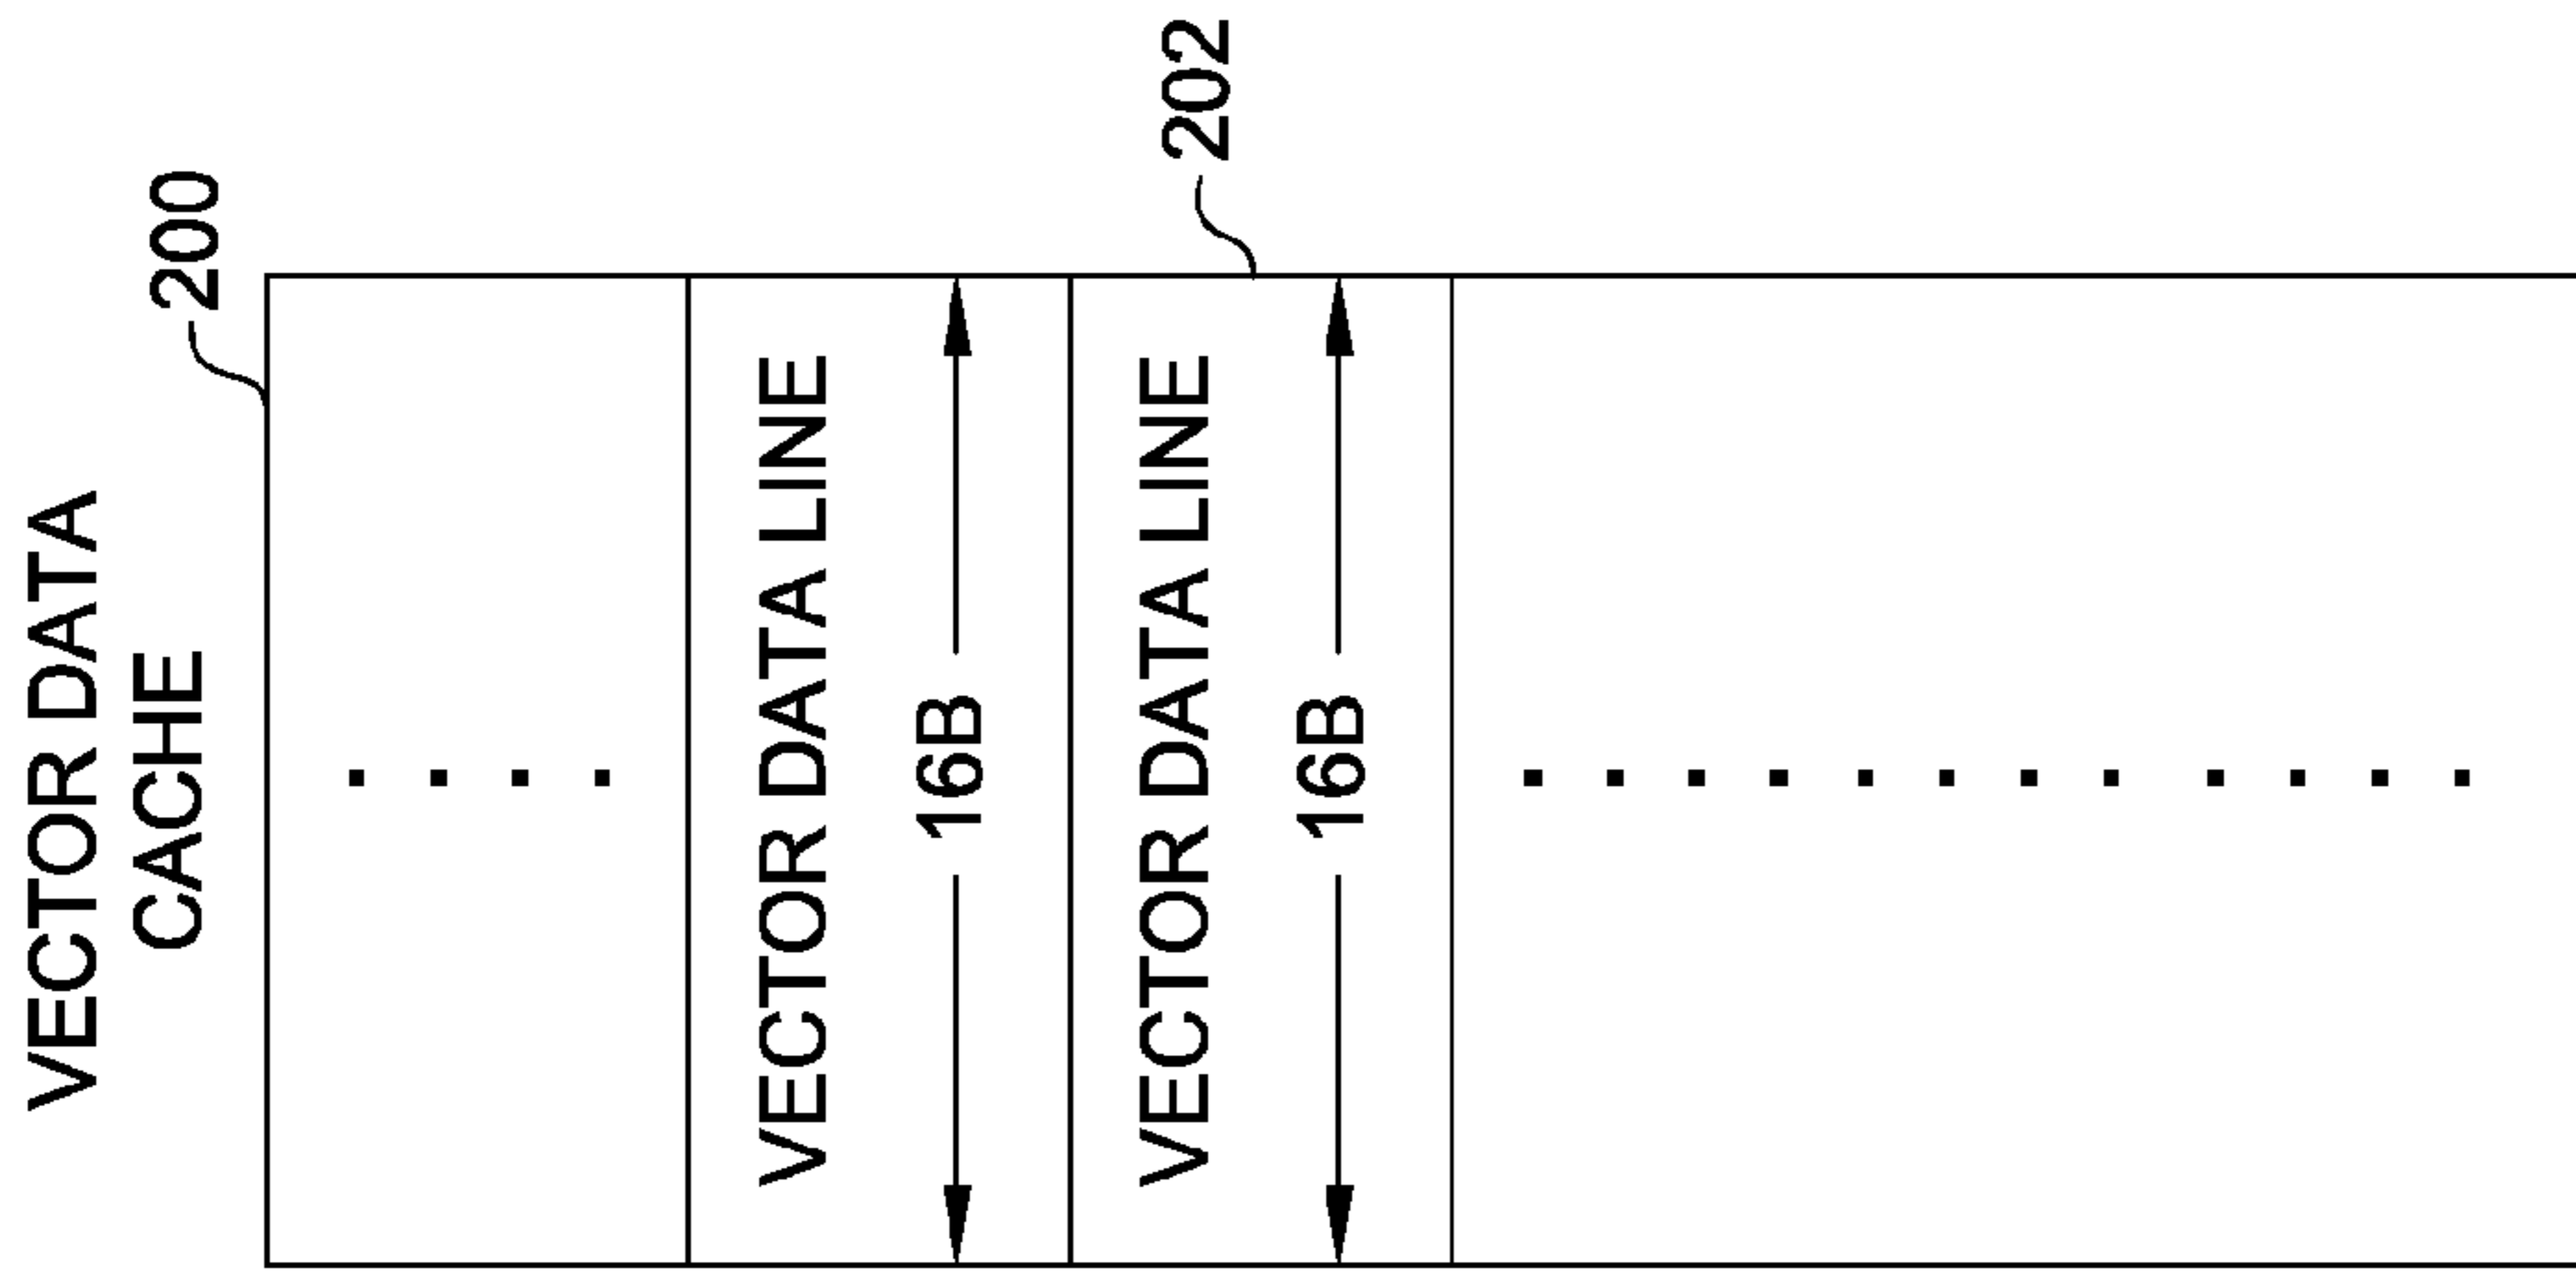 VECTOR DATA
CACHE
200
VECTOR DATA LINE
16B
202
VECTOR DATA LINE
16B